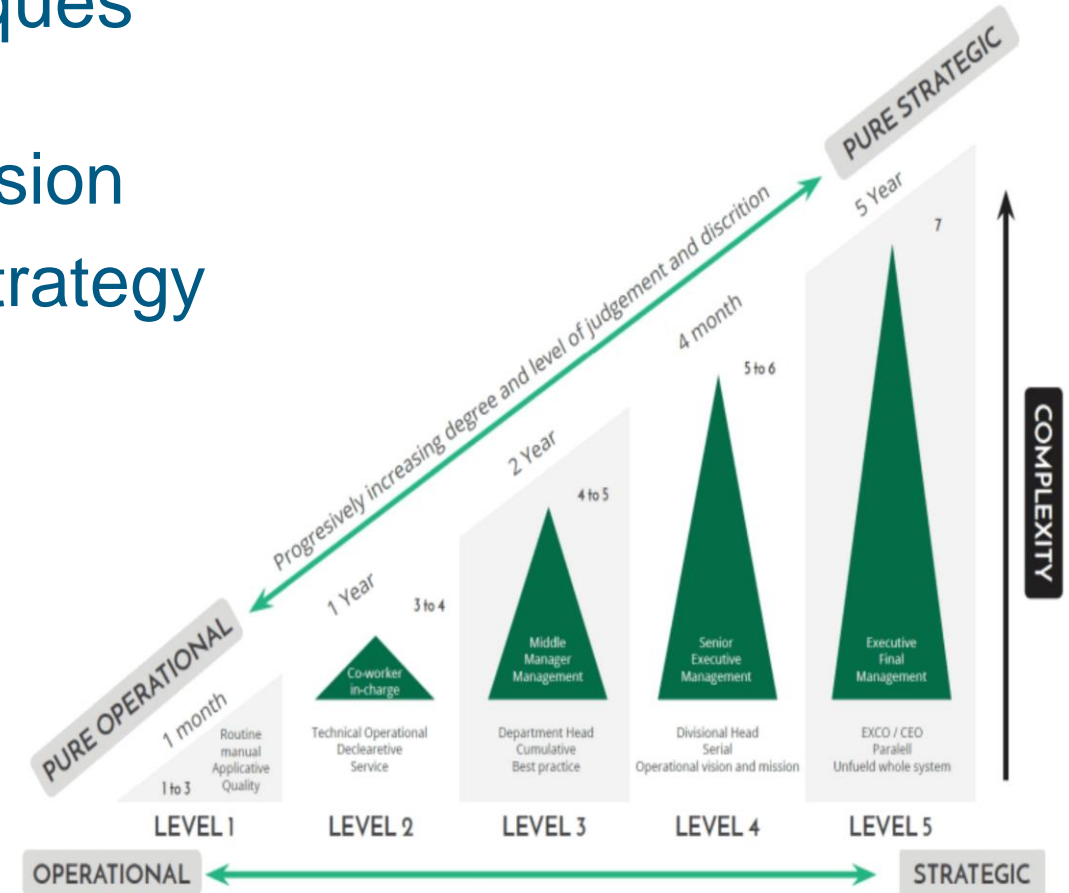 ques
sion
trategy
PURE STRATEGIC
5 Year
7
Progresively increasing degree and level of judgement and discrition
4 month
5 to 6
2 Year
4 to 5
1 Year
3 to 4
COMPLEXITY
PURE OPERATIONAL
1 month
1 to 3
Routine
manual
Applicative
Quality
Co-worker
in-charge
Technical Operational
Declearetive
Service
Middle
Manager
Management
Department Head
Cumulative
Best practice
Senior
Executive
Management
Divisional Head
Serial
Operational vision and mission
Executive
Final
Management
EXCO / CEO
Paralell
Unfueld whole system
LEVEL 1
LEVEL 2
LEVEL 3
LEVEL 4
LEVEL 5
OPERATIONAL
STRATEGIC